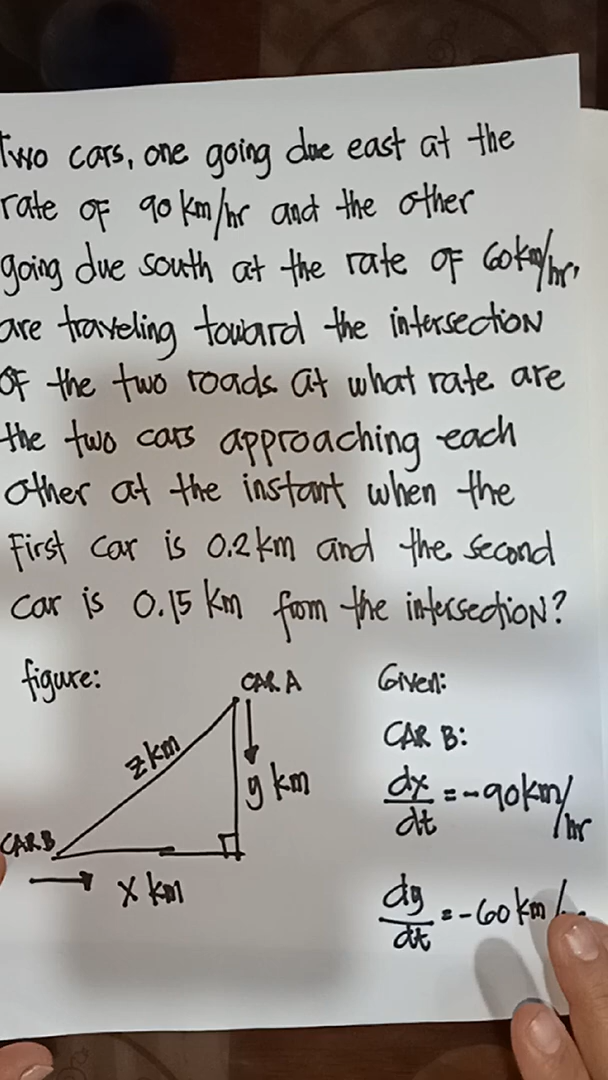 Two cars, one going due east at the
rate of 90 km/hr and the other
going due south at the rate of 60 km/hr,
are traveling toward the intersection
of the two roads. at what rate are
the two cars approaching each
other at the instant when the
First car is 0.2 km and the second
car is 0.15 km from the intersection?
figure:
CAR A
z km
y km
CAR B
x km
Given:
CAR B:
dx/dt = -90 km/hr
dy/dt = -60 km/